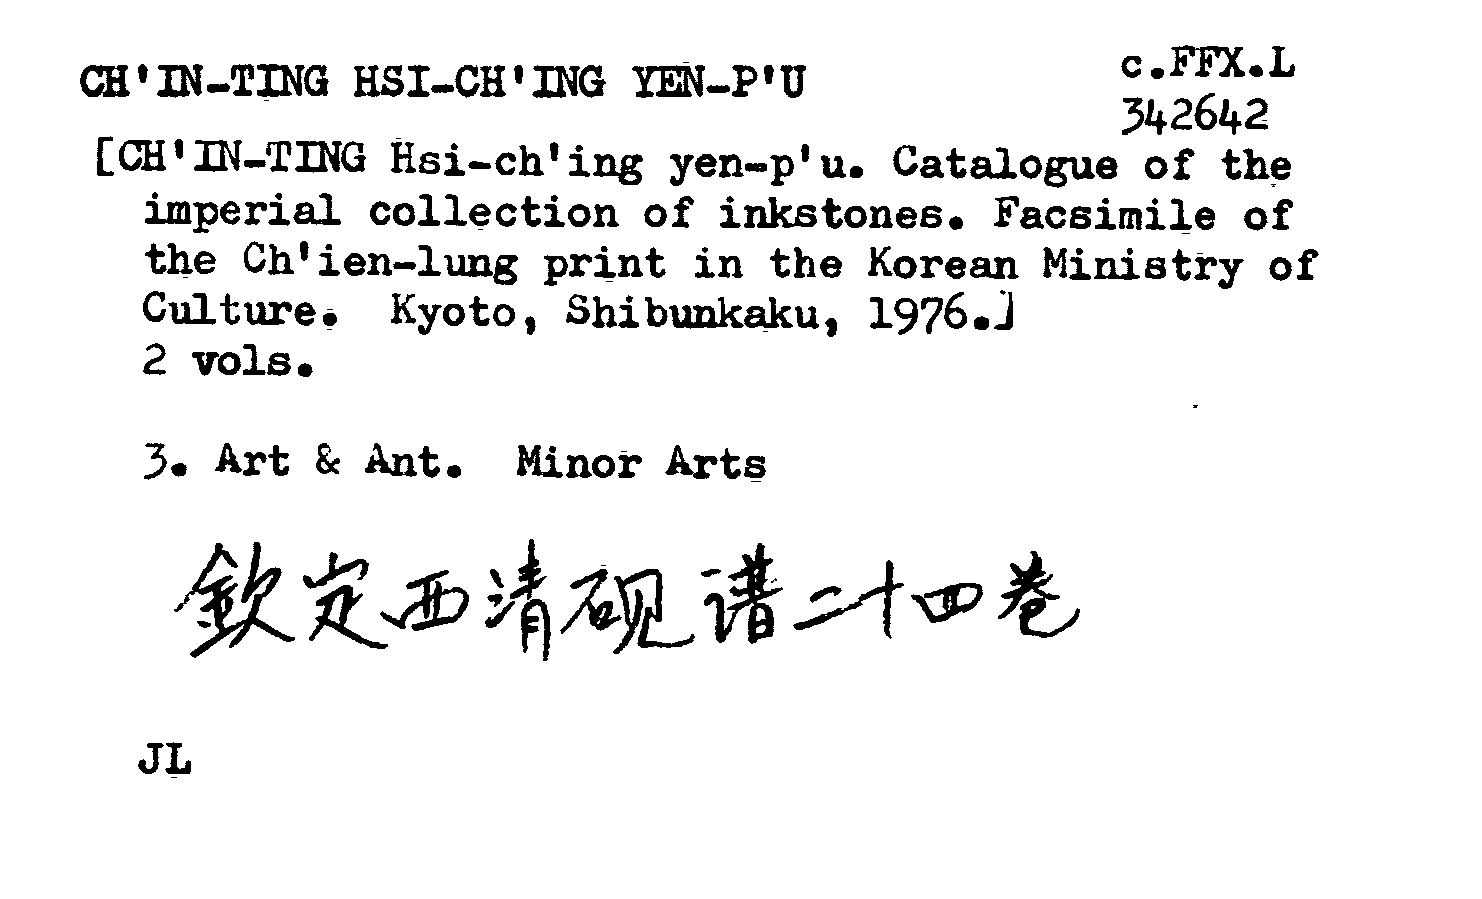 CH'IN-TING HSI-CH'ING YEN-P'U
c.FFX.L
342642
[CH'IN-TING Hsi-ch'ing yen-p'u. Catalogue of the
imperial collection of inkstones. Facsimile of
the Ch'ien-lung print in the Korean Ministry of
Culture. Kyoto, Shibunkaku, 1976.]
2 vols.
3. Art & Ant. Minor Arts
欽定西清砚谱二十四卷
JL